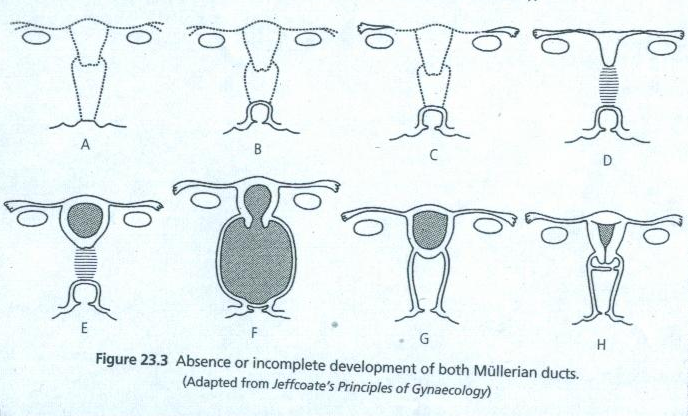 A
B
C
D
E
F
G
H
Figure 23.3 Absence or incomplete development of both Müllerian ducts.
(Adapted from Jeffcoate's Principles of Gynaecology)